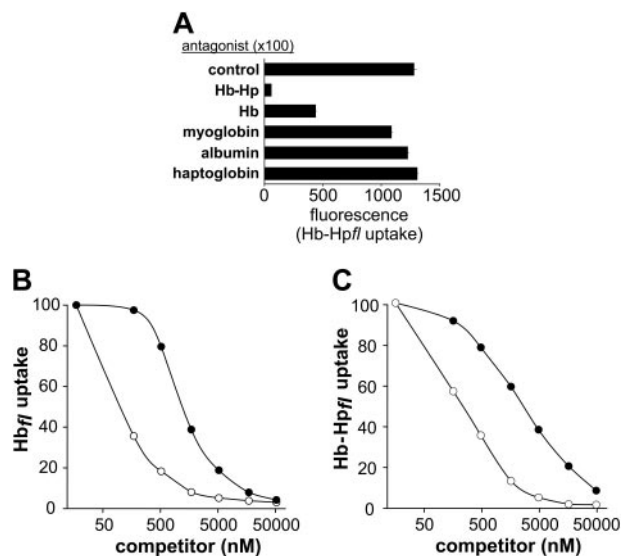 A
antagonist (x100)
control
Hb-Hp
Hb
myoglobin
albumin
haptoglobin
0 500 1000 1500
fluorescence
(Hb-Hpfl uptake)
B
Hbfl uptake
100
80
60
40
20
0
50 500 5000 50000
competitor (nM)
C
Hb-Hpfl uptake
100
80
60
40
20
0
50 500 5000 50000
competitor (nM)